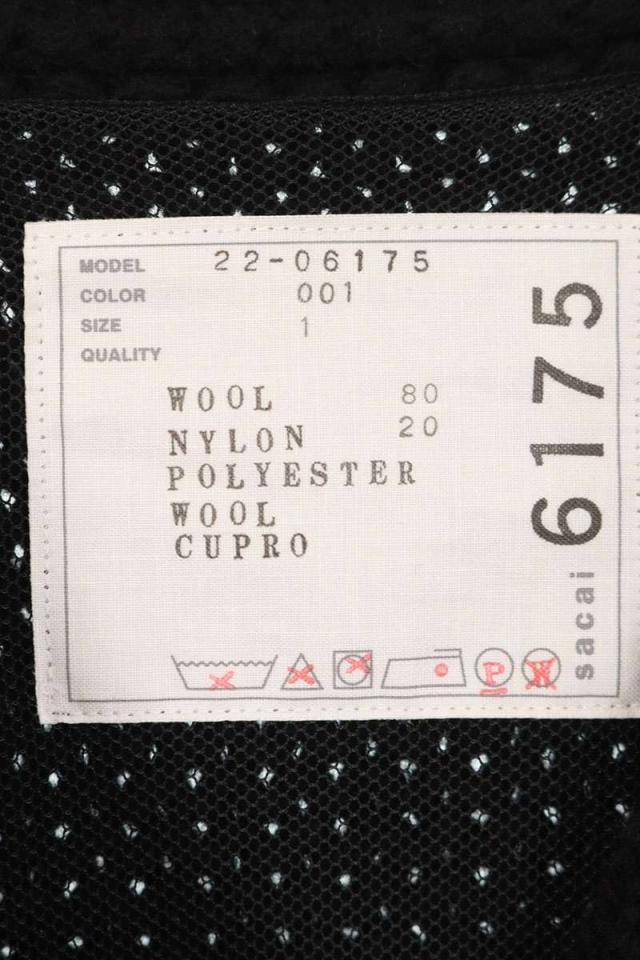 MODEL 22-06175
COLOR 001
SIZE 1
QUALITY
WOOL 80
NYLON 20
POLYESTER
WOOL
CUPRO
P
W
sacai 6175